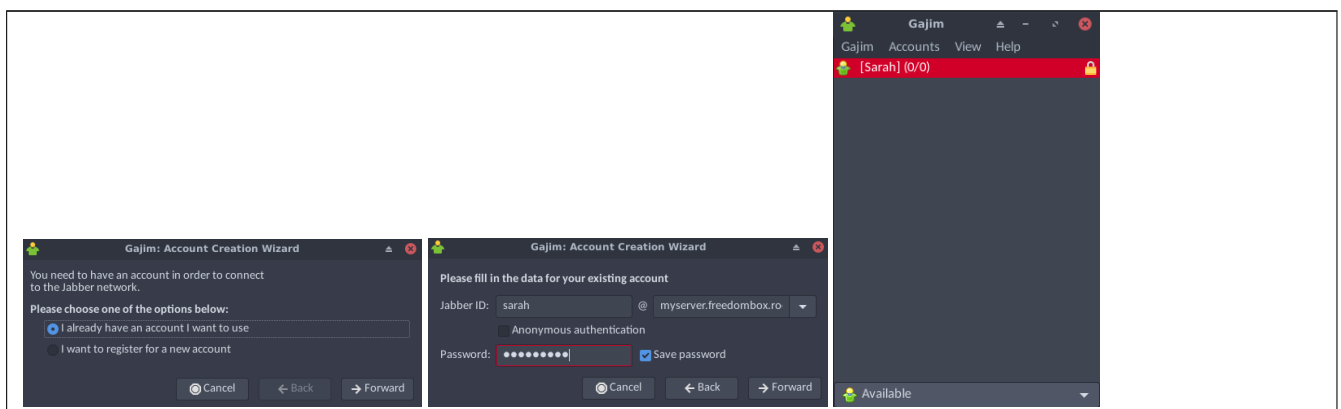 Gajim: Account Creation Wizard
You need to have an account in order to connect
to the Jabber network.
Please choose one of the options below:
I already have an account I want to use
I want to register for a new account
Cancel
Back
Forward
Gajim: Account Creation Wizard
Please fill in the data for your existing account
Jabber ID: sarah @ myserver.freedombox.ro
Anonymous authentication
Password: ●●●●●●●●● Save password
Cancel
Back
Forward
Gajim
Gajim Accounts View Help
[Sarah] (0/0)
Available